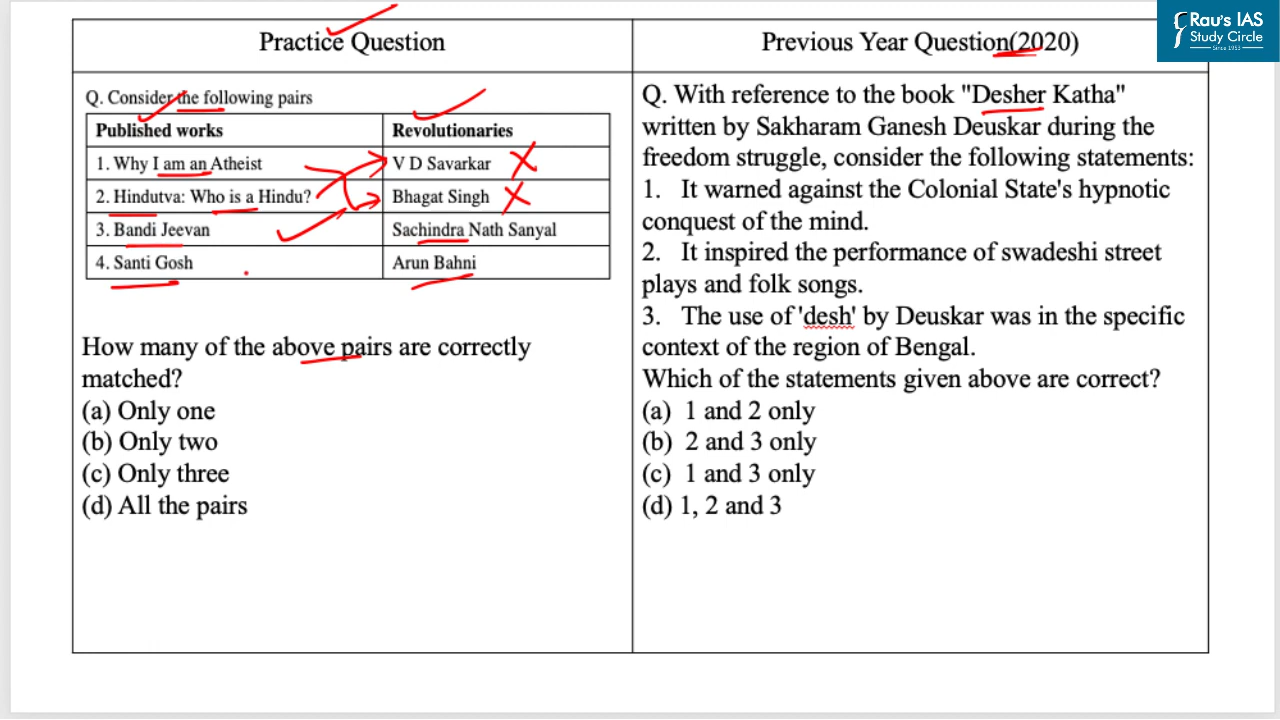 Rau's IAS
Study Circle
Since 1953
Practice Question
Previous Year Question(2020)
Q. Consider the following pairs
Published works
Revolutionaries
1. Why I am an Atheist
V D Savarkar
2. Hindutva: Who is a Hindu?
Bhagat Singh
3. Bandi Jeevan
Sachindra Nath Sanyal
4. Santi Gosh
Arun Bahni
How many of the above pairs are correctly
matched?
(a) Only one
(b) Only two
(c) Only three
(d) All the pairs
Q. With reference to the book "Desher Katha"
written by Sakharam Ganesh Deuskar during the
freedom struggle, consider the following statements:
1. It warned against the Colonial State's hypnotic
conquest of the mind.
2. It inspired the performance of swadeshi street
plays and folk songs.
3. The use of 'desh' by Deuskar was in the specific
context of the region of Bengal.
Which of the statements given above are correct?
(a) 1 and 2 only
(b) 2 and 3 only
(c) 1 and 3 only
(d) 1, 2 and 3